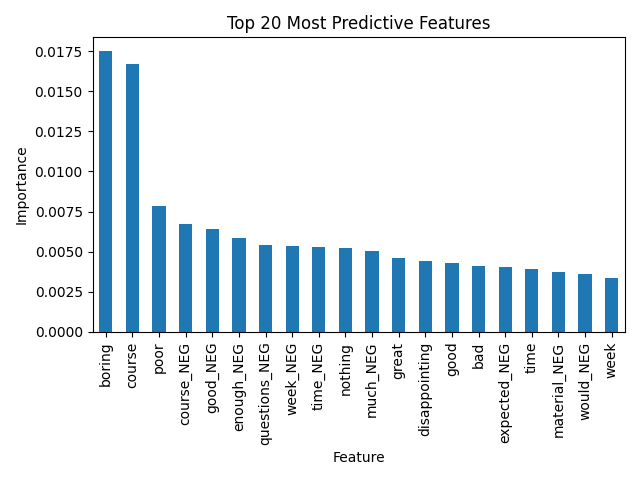 Top 20 Most Predictive Features
Importance
0.0175
0.0150
0.0125
0.0100
0.0075
0.0050
0.0025
0.0000
boring
course
poor
course_NEG
good_NEG
enough_NEG
questions_NEG
week_NEG
time_NEG
nothing
much_NEG
great
disappointing
good
bad
expected_NEG
time
material_NEG
would_NEG
week
Feature